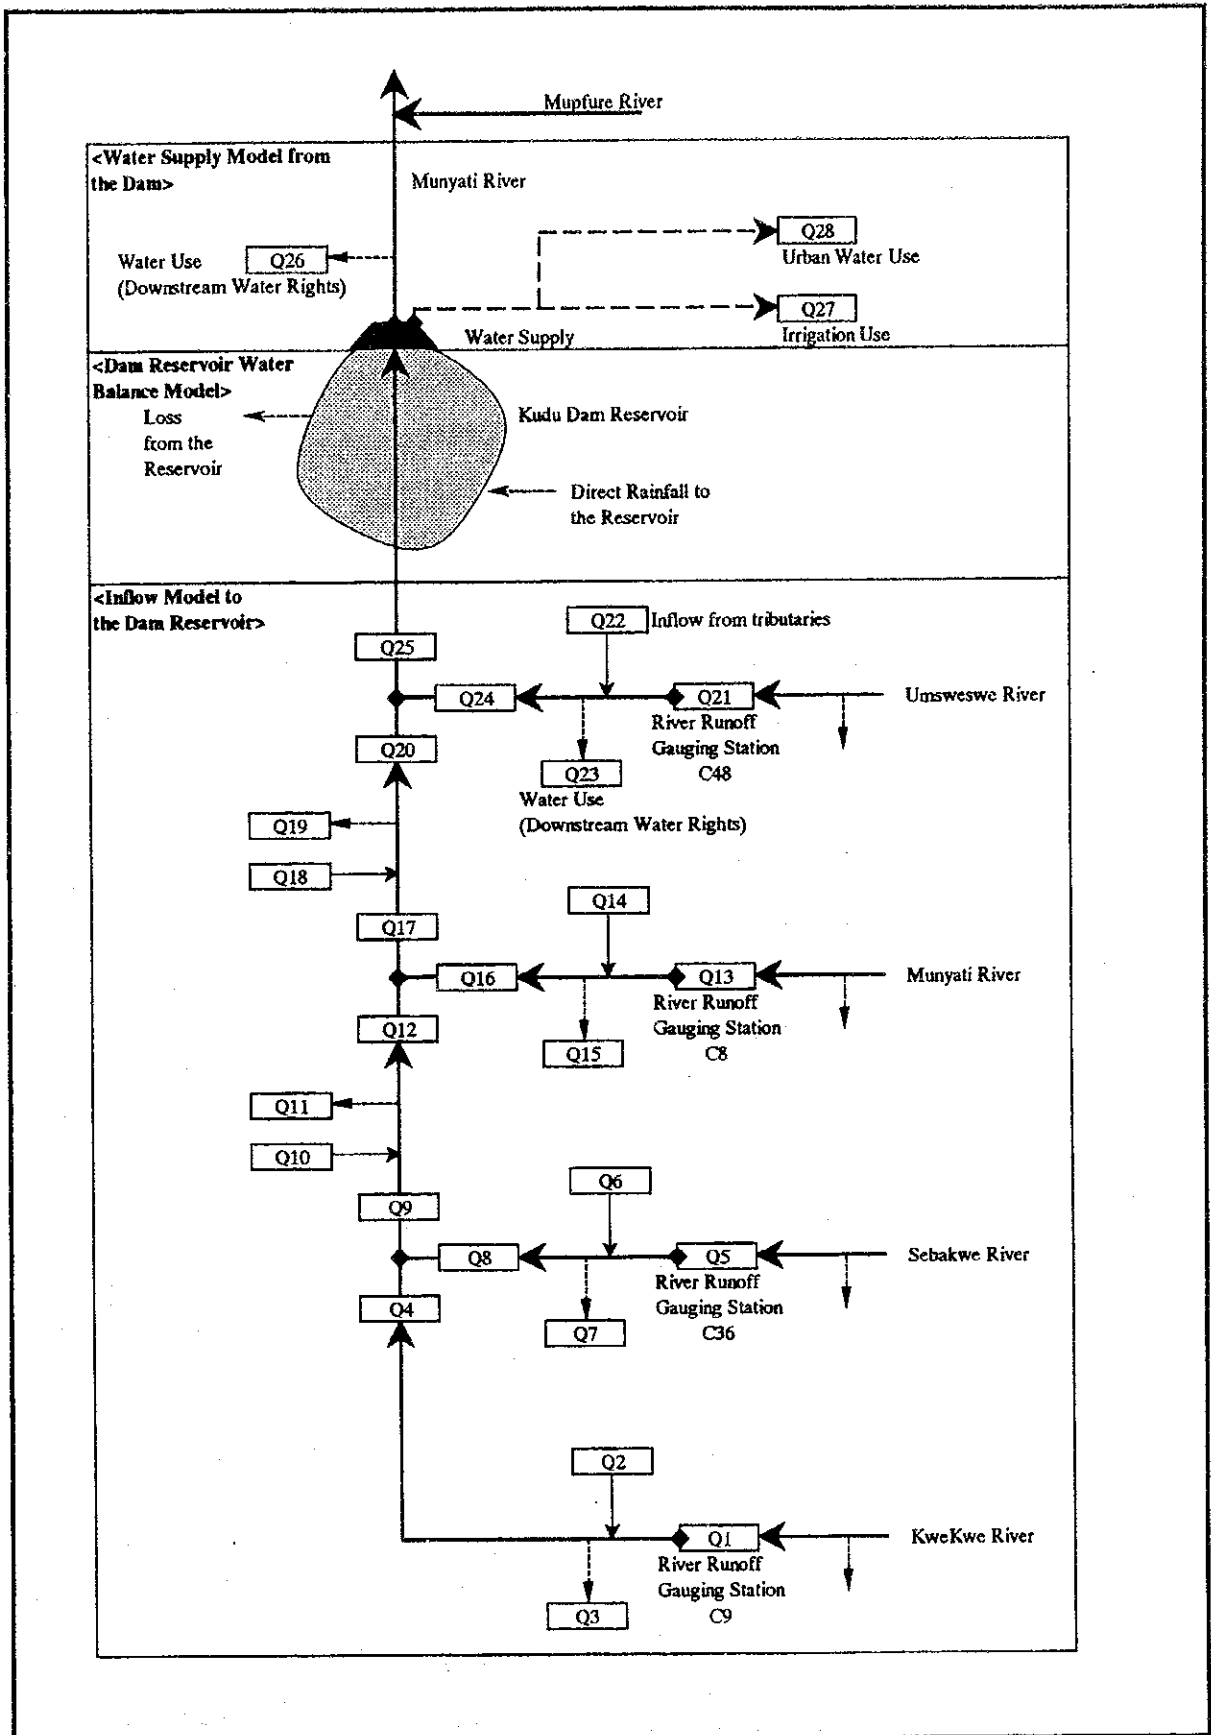 Mupfure River
<Water Supply Model from
the Dam>
Munyati River
Q28
Urban Water Use
Water Use
(Downstream Water Rights)
Q26
Q27
Irrigation Use
Water Supply
<Dam Reservoir Water
Balance Model>
Loss
from the
Reservoir
Kudu Dam Reservoir
Direct Rainfall to
the Reservoir
<Inflow Model to
the Dam Reservoir>
Q22 Inflow from tributaries
Q25
Q24
Q21
Umsweswe River
River Runoff
Gauging Station
C48
Q20
Q23
Water Use
(Downstream Water Rights)
Q19
Q18
Q14
Q17
Q16
Q13
Munyati River
River Runoff
Gauging Station
C8
Q12
Q15
Q11
Q10
Q6
Q9
Q8
Q5
Sebakwe River
River Runoff
Gauging Station
C36
Q4
Q7
Q2
Q1
KweKwe River
River Runoff
Gauging Station
C9
Q3